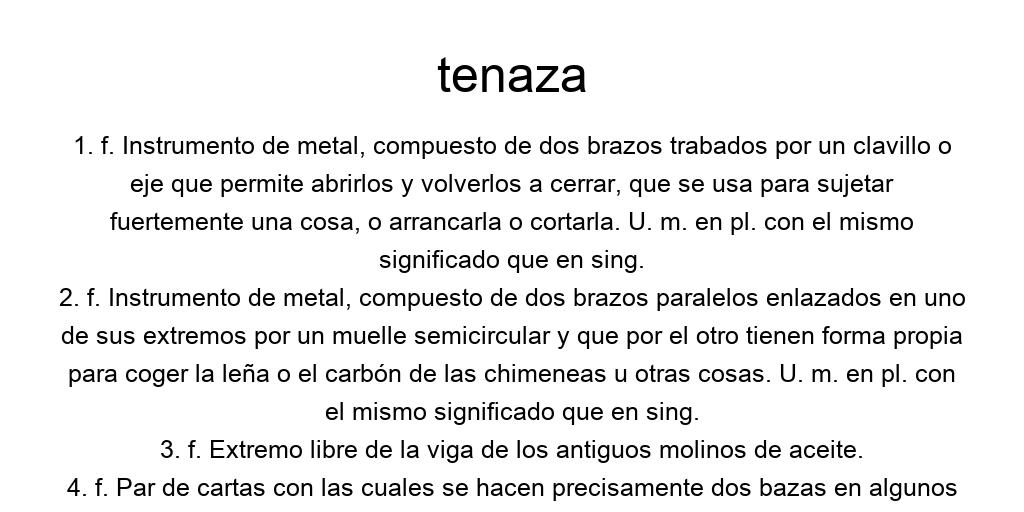 tenaza
1. f. Instrumento de metal, compuesto de dos brazos trabados por un clavillo o
eje que permite abrirlos y volverlos a cerrar, que se usa para sujetar
fuertemente una cosa, o arrancarla o cortarla. U. m. en pl. con el mismo
significado que en sing.
2. f. Instrumento de metal, compuesto de dos brazos paralelos enlazados en uno
de sus extremos por un muelle semicircular y que por el otro tienen forma propia
para coger la leña o el carbón de las chimeneas u otras cosas. U. m. en pl. con
el mismo significado que en sing.
3. f. Extremo libre de la viga de los antiguos molinos de aceite.
4. f. Par de cartas con las cuales se hacen precisamente dos bazas en algunos